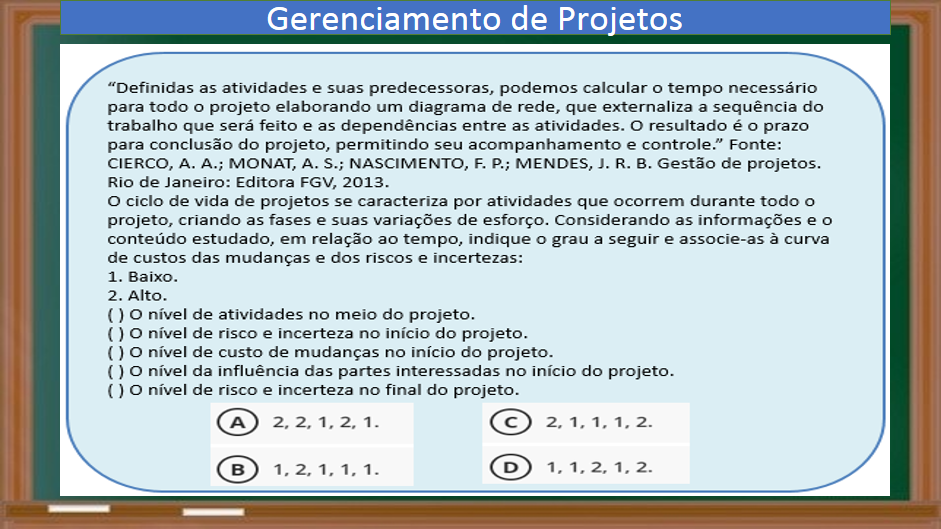 Gerenciamento de Projetos
“Definidas as atividades e suas predecessoras, podemos calcular o tempo necessário
para todo o projeto elaborando um diagrama de rede, que externaliza a sequência do
trabalho que será feito e as dependências entre as atividades. O resultado é o prazo
para conclusão do projeto, permitindo seu acompanhamento e controle.” Fonte:
CIERCO, A. A.; MONAT, A. S.; NASCIMENTO, F. P.; MENDES, J. R. B. Gestão de projetos.
Rio de Janeiro: Editora FGV, 2013.
O ciclo de vida de projetos se caracteriza por atividades que ocorrem durante todo o
projeto, criando as fases e suas variações de esforço. Considerando as informações e o
conteúdo estudado, em relação ao tempo, indique o grau a seguir e associe-as à curva
de custos das mudanças e dos riscos e incertezas:
1. Baixo.
2. Alto.
( ) O nível de atividades no meio do projeto.
( ) O nível de risco e incerteza no início do projeto.
( ) O nível de custo de mudanças no início do projeto.
( ) O nível da influência das partes interessadas no início do projeto.
( ) O nível de risco e incerteza no final do projeto.
A 2, 2, 1, 2, 1.
B 1, 2, 1, 1, 1.
C 2, 1, 1, 1, 2.
D 1, 1, 2, 1, 2.